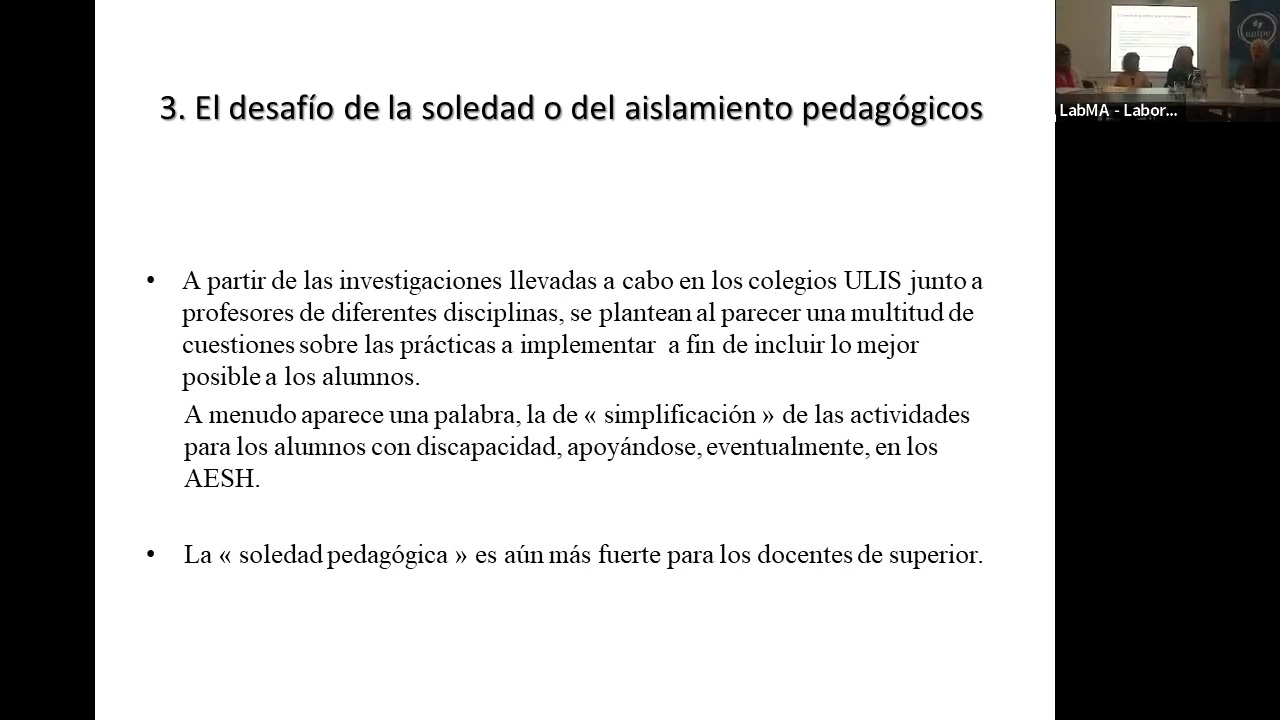 3. El desafío de la soledad o del aislamiento pedagógicos
• A partir de las investigaciones llevadas a cabo en los colegios ULIS junto a
profesores de diferentes disciplinas, se plantean al parecer una multitud de
cuestiones sobre las prácticas a implementar a fin de incluir lo mejor
posible a los alumnos.
A menudo aparece una palabra, la de « simplificación » de las actividades
para los alumnos con discapacidad, apoyándose, eventualmente, en los
AESH.
• La « soledad pedagógica » es aún más fuerte para los docentes de superior.
unipe
LabMA - Labor...